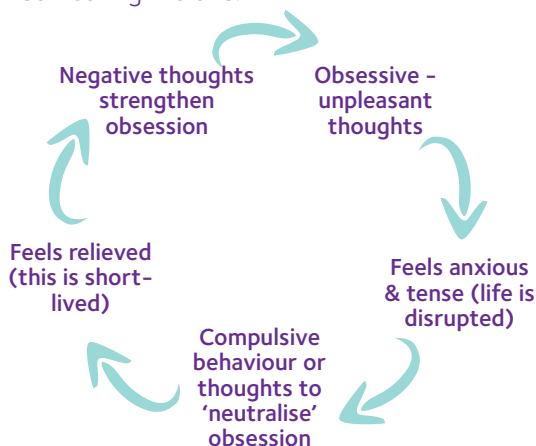 Negative thoughts
strengthen
obsession
Obsessive -
unpleasant
thoughts
Feels anxious
& tense (life is
disrupted)
Compulsive
behaviour or
thoughts to
‘neutralise’
obsession
Feels relieved
(this is short-
lived)